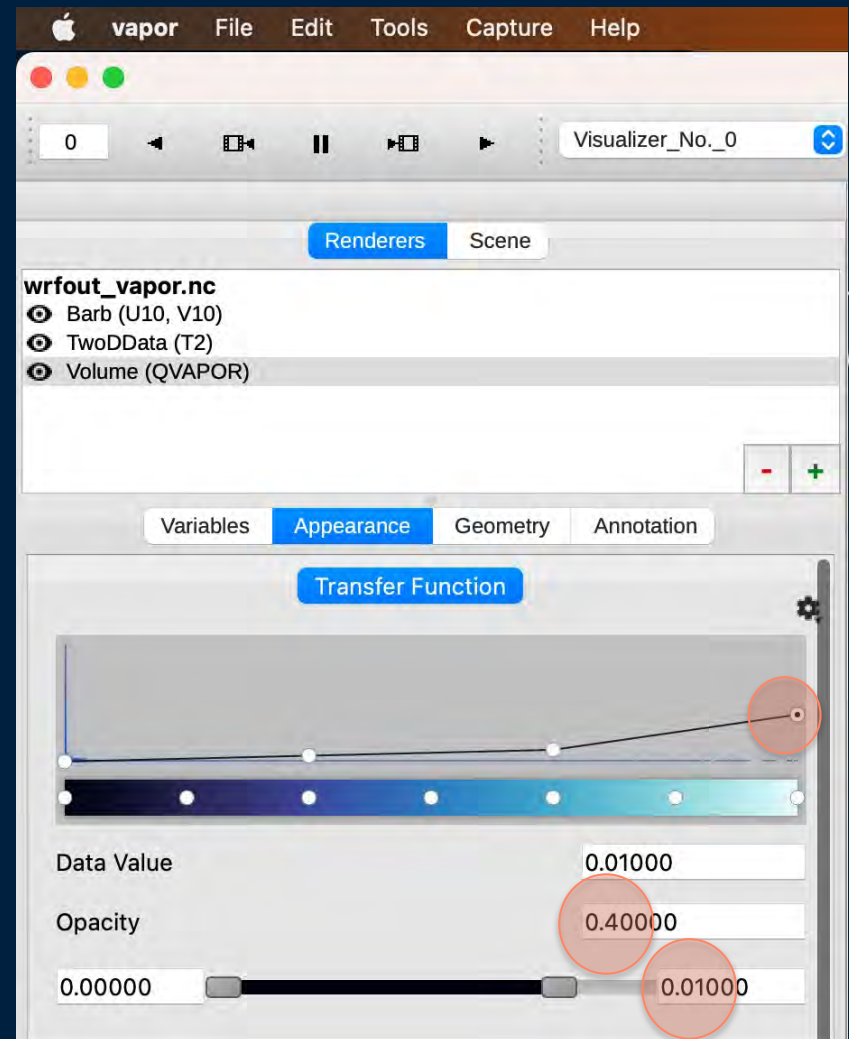 vapor File Edit Tools Capture Help
0 Visualizer_No._0
Renderers Scene
wrfout_vapor.nc
Barb (U10, V10)
TwoDData (T2)
Volume (QVAPOR)
- +
Variables Appearance Geometry Annotation
Transfer Function
Data Value 0.01000
Opacity 0.40000
0.00000 0.01000